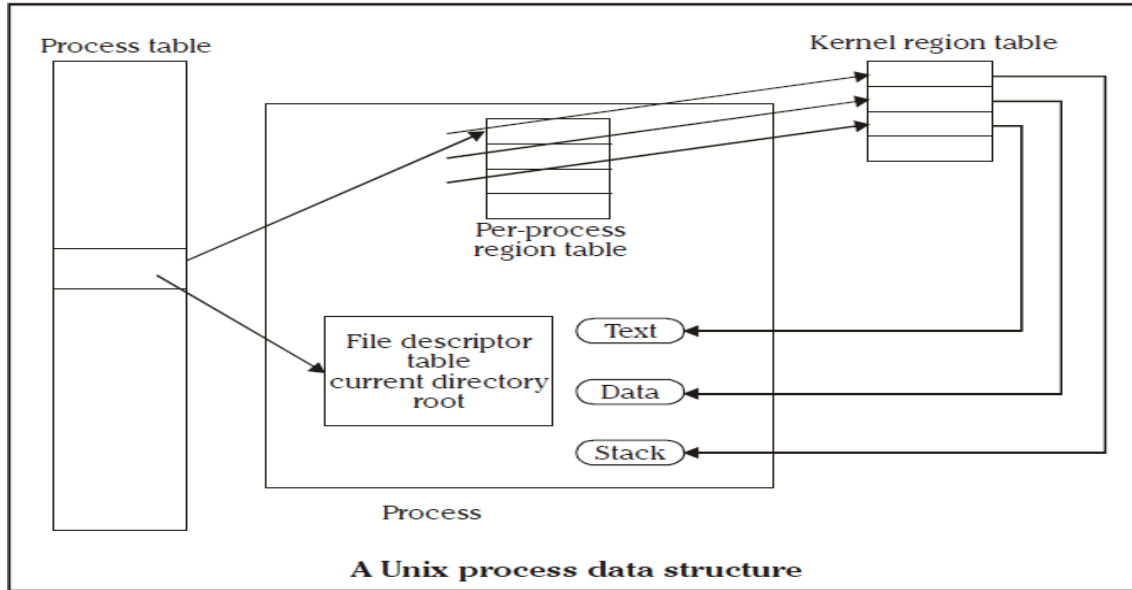 Process table
Kernel region table
Per-process
region table
File descriptor
table
current directory
root
Text
Data
Stack
Process
A Unix process data structure